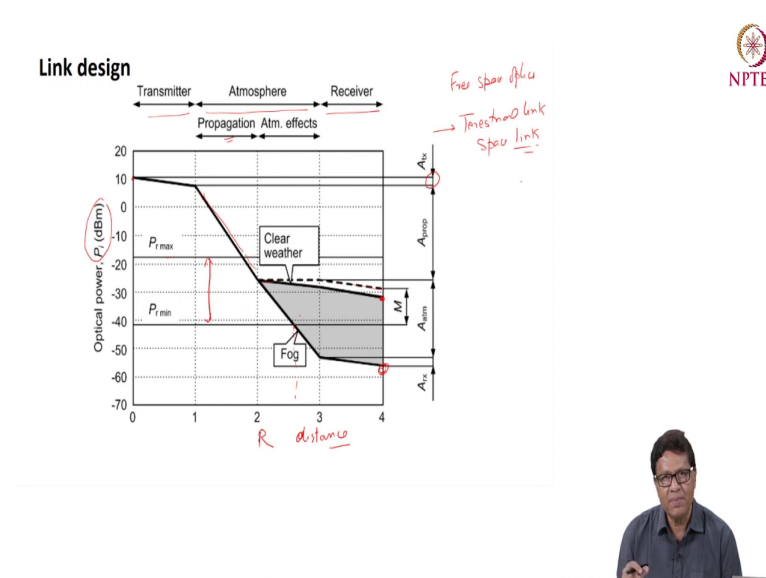 Link design
NPTE
Transmitter Atmosphere Receiver
Propagation Atm. effects
Free space optics
→ Terrestrial link
space link
20
10
0
-10
-20
-30
-40
-50
-60
-70
Optical power, Pi (dBm)
Pr max
Pr min
Clear
weather
Fog
M
Atx
Aprop
Aatm
Arx
0 1 2 3 4
R distance